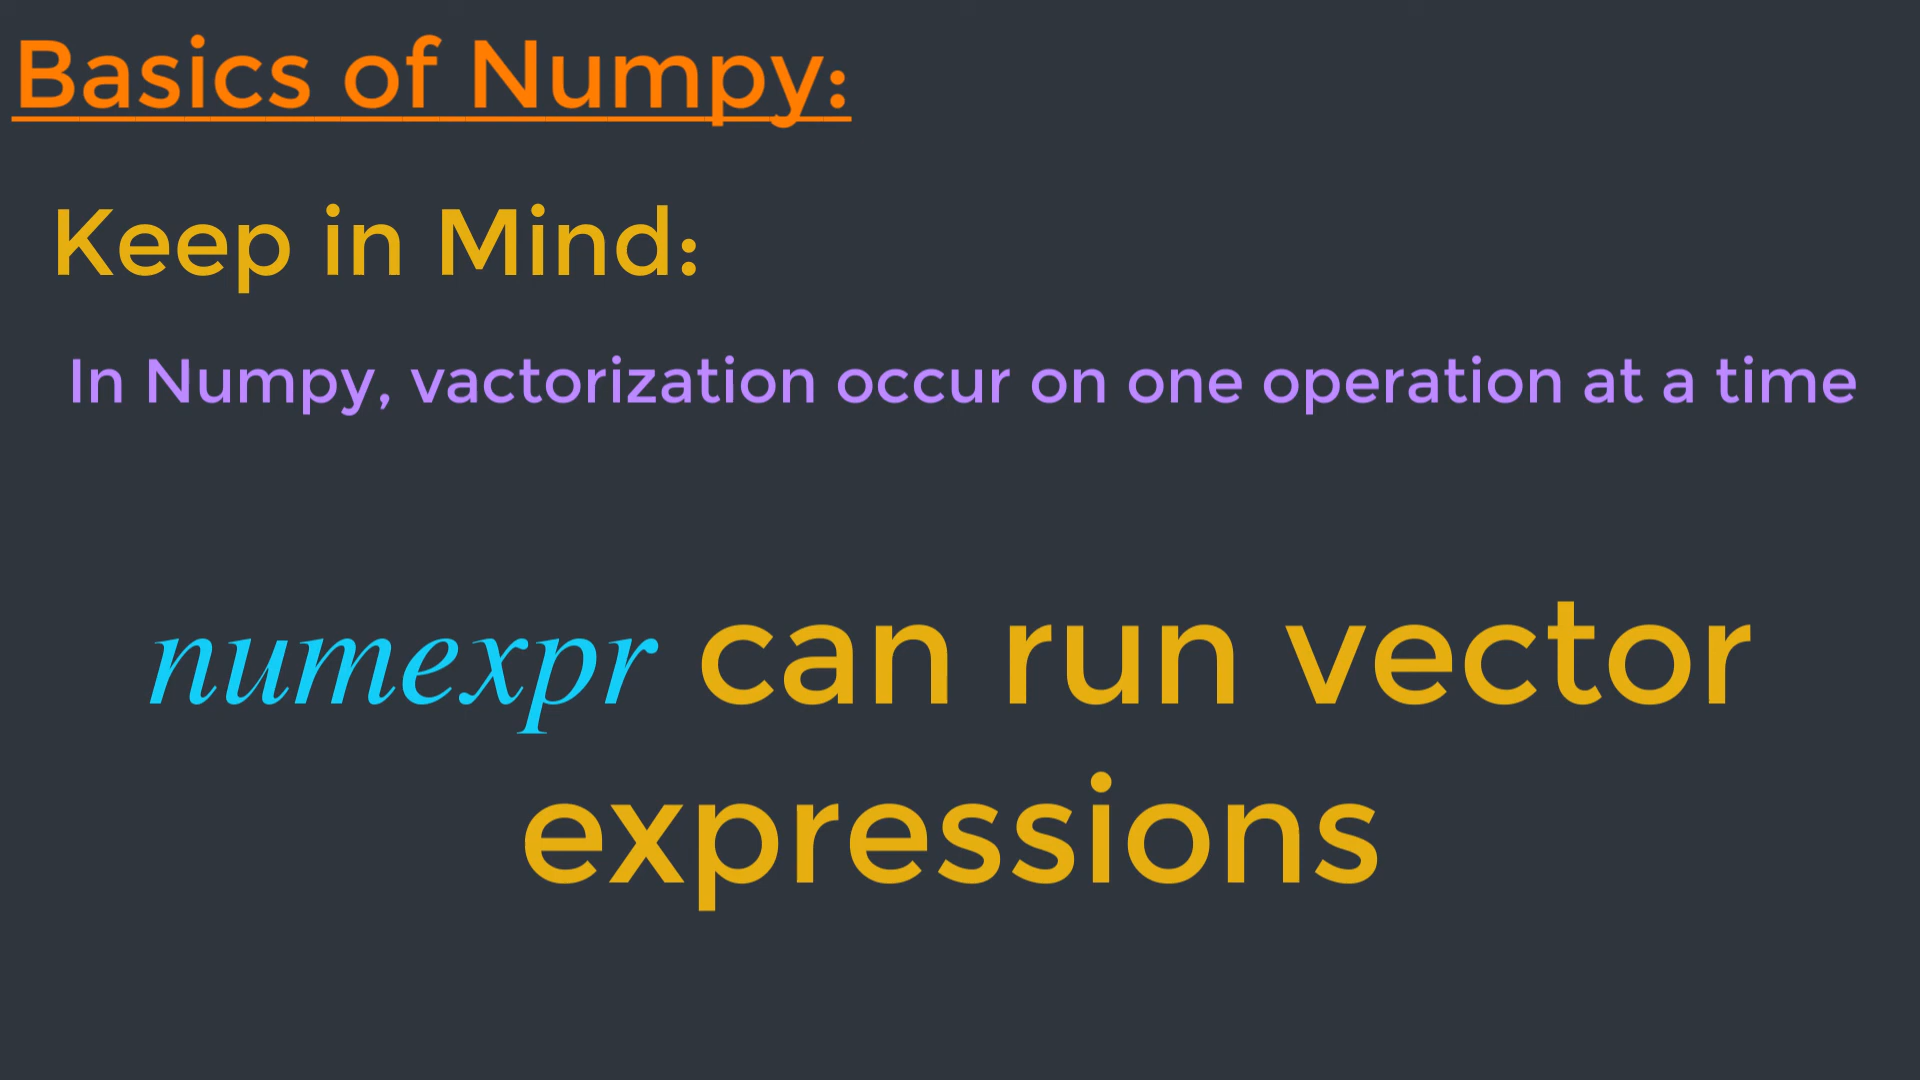 Basics of Numpy:
Keep in Mind:
In Numpy, vactorization occur on one operation at a time
numexpr can run vector
expressions